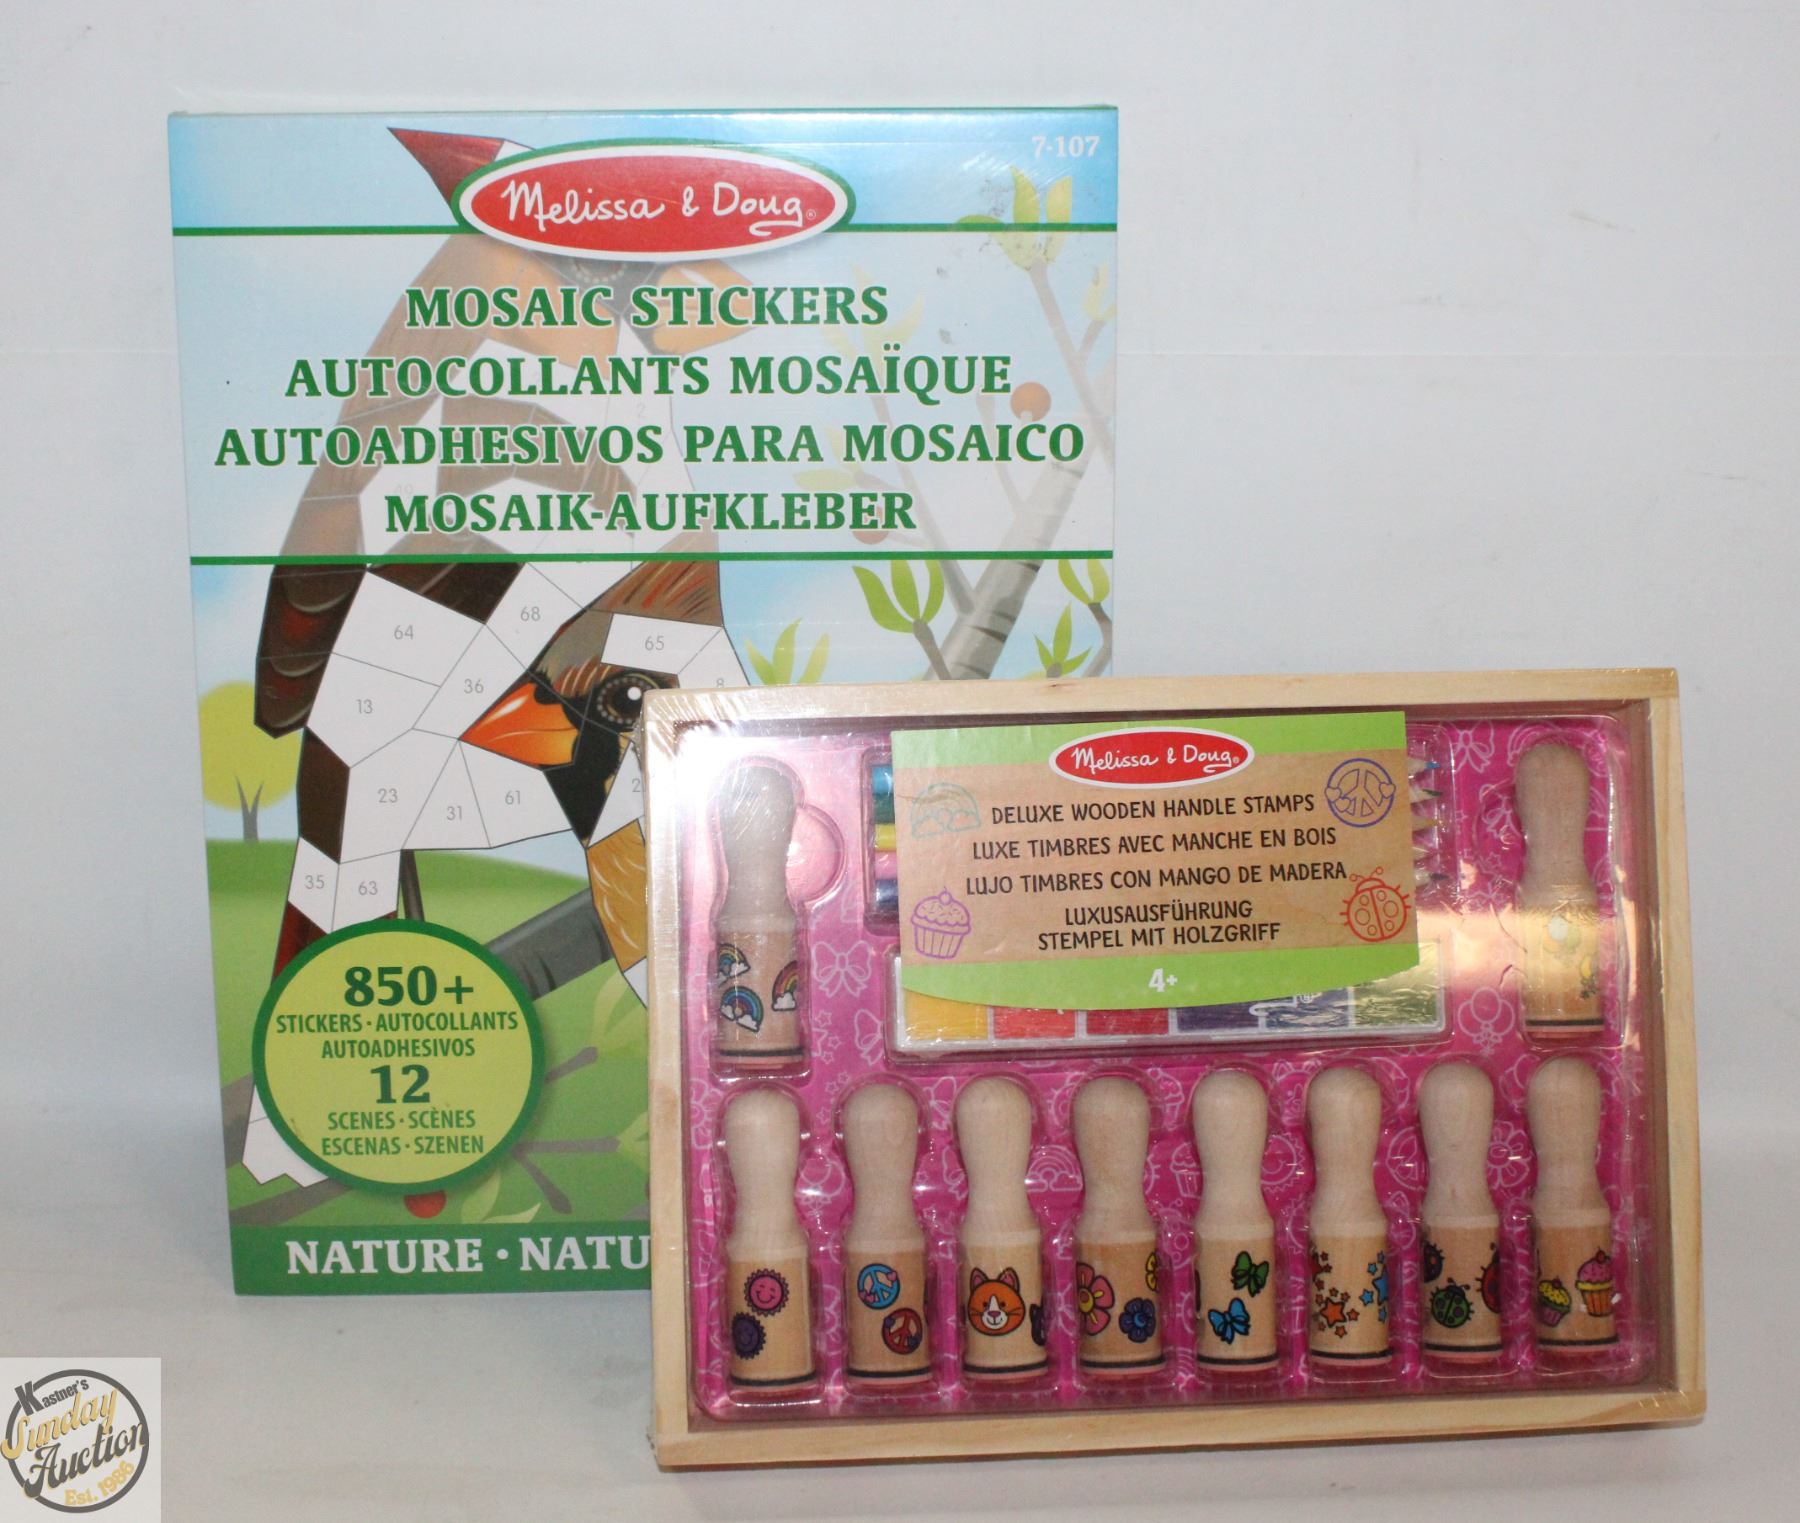 7-107
Melissa & Doug®
MOSAIC STICKERS
AUTOCOLLANTS MOSAÏQUE
AUTOADHESIVOS PARA MOSAICO
MOSAIK-AUFKLEBER
2
68
64
65
36
8
13
23
31
61
2
35
63
850+
STICKERS · AUTOCOLLANTS
AUTOADHESIVOS
12
SCENES · SCÈNES
ESCENAS · SZENEN
NATURE · NATU
Melissa & Doug®
DELUXE WOODEN HANDLE STAMPS
LUXE TIMBRES AVEC MANCHE EN BOIS
LUJO TIMBRES CON MANGO DE MADERA
LUXUSAUSFÜHRUNG
STEMPEL MIT HOLZGRIFF
4+
Kastner's
Sunday
Auction
Est. 1986